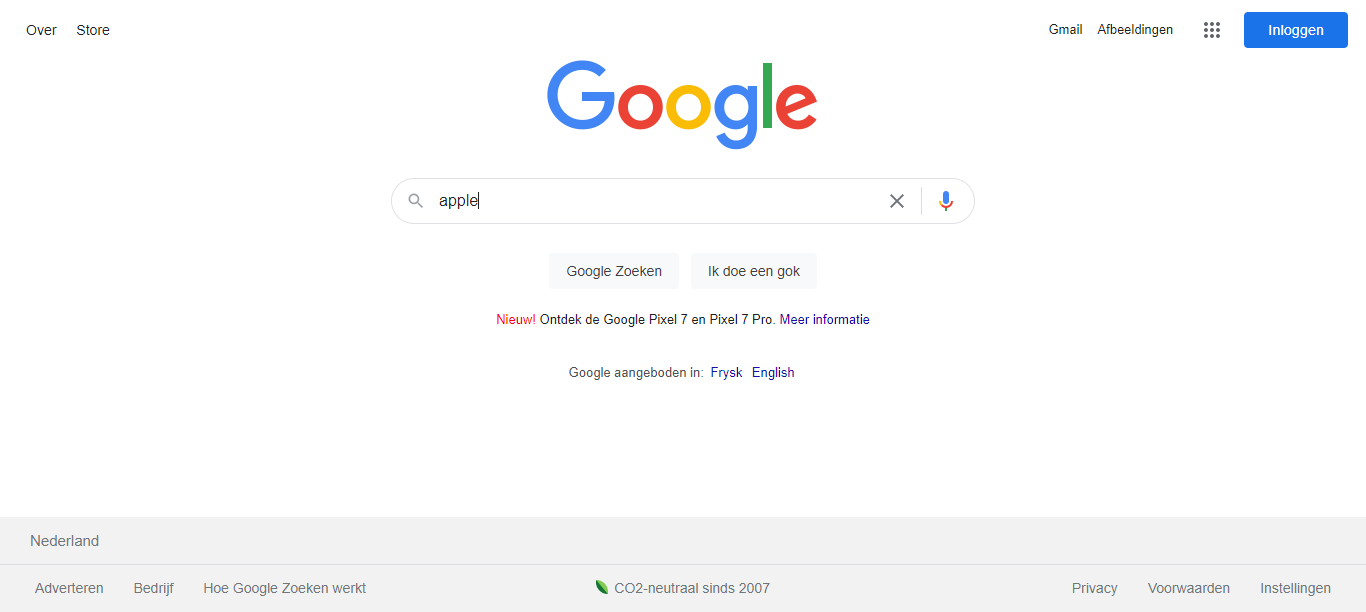 Over Store Gmail Afbeeldingen Inloggen
Google
apple
Google Zoeken Ik doe een gok
Nieuw! Ontdek de Google Pixel 7 en Pixel 7 Pro. Meer informatie
Google aangeboden in: Frysk English
Nederland
Adverteren Bedrijf Hoe Google Zoeken werkt CO2-neutraal sinds 2007 Privacy Voorwaarden Instellingen